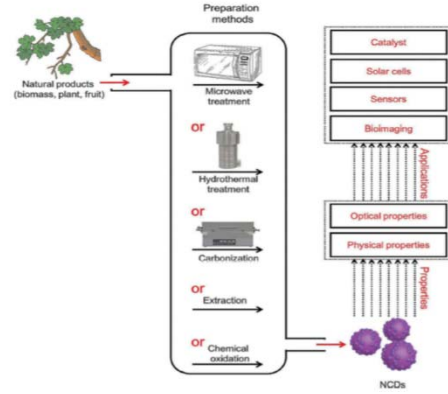 Preparation
methods
Natural products
(biomass, plant, fruit)
Microwave
treatment
or
Hydrothermal
treatment
or
Carbonization
or
Extraction
or
Chemical
oxidation
Catalyst
Solar cells
Sensors
Bioimaging
Applications
Optical properties
Physical properties
Properties
NCDs